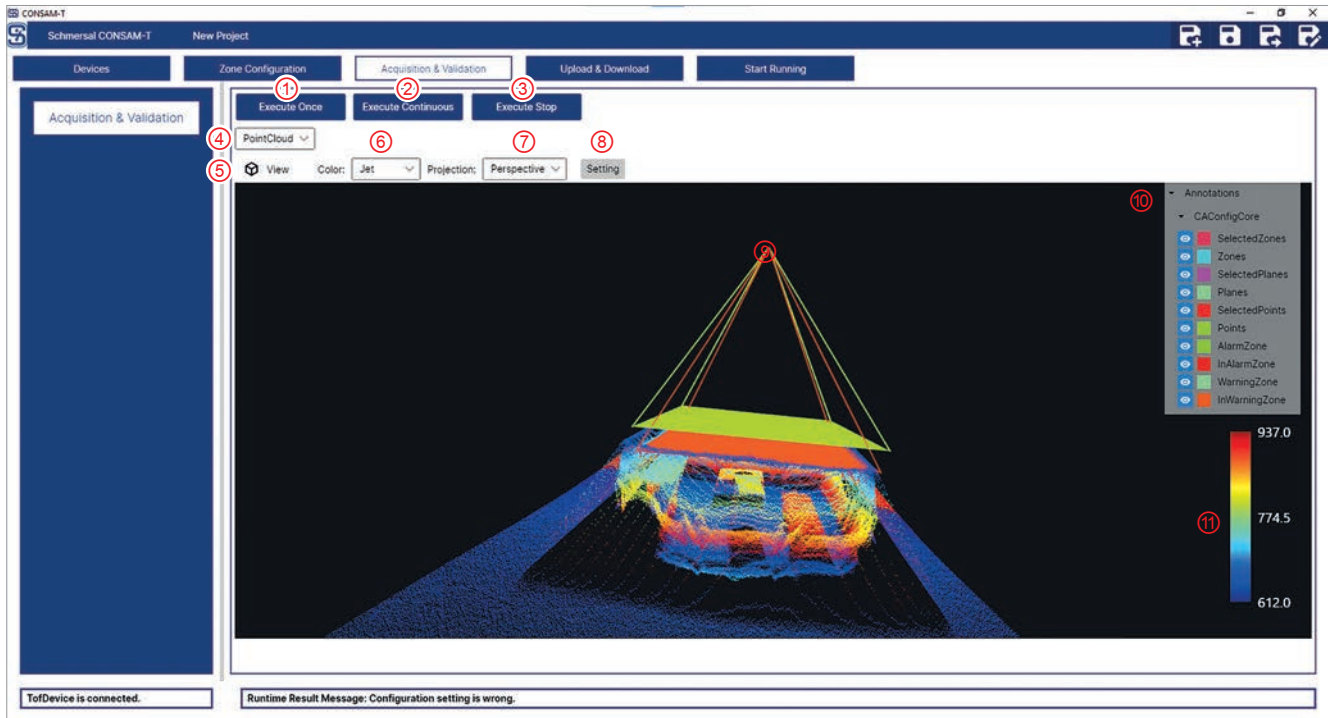 CONSAM-T
Schmersal CONSAM-T New Project
Devices Zone Configuration Acquisition & Validation Upload & Download Start Running
① ② ③
Acquisition & Validation
Execute Once Execute Continuous Execute Stop
④ PointCloud ⑥ ⑦ ⑧
⑤ View Color: Jet Projection: Perspective Setting
⑨
⑩ Annotations
CAConfigCore
SelectedZones
Zones
SelectedPlanes
Planes
SelectedPoints
Points
AlarmZone
InAlarmZone
WarningZone
InWarningZone
937.0
⑪ 774.5
612.0
TofDevice is connected. Runtime Result Message: Configuration setting is wrong.